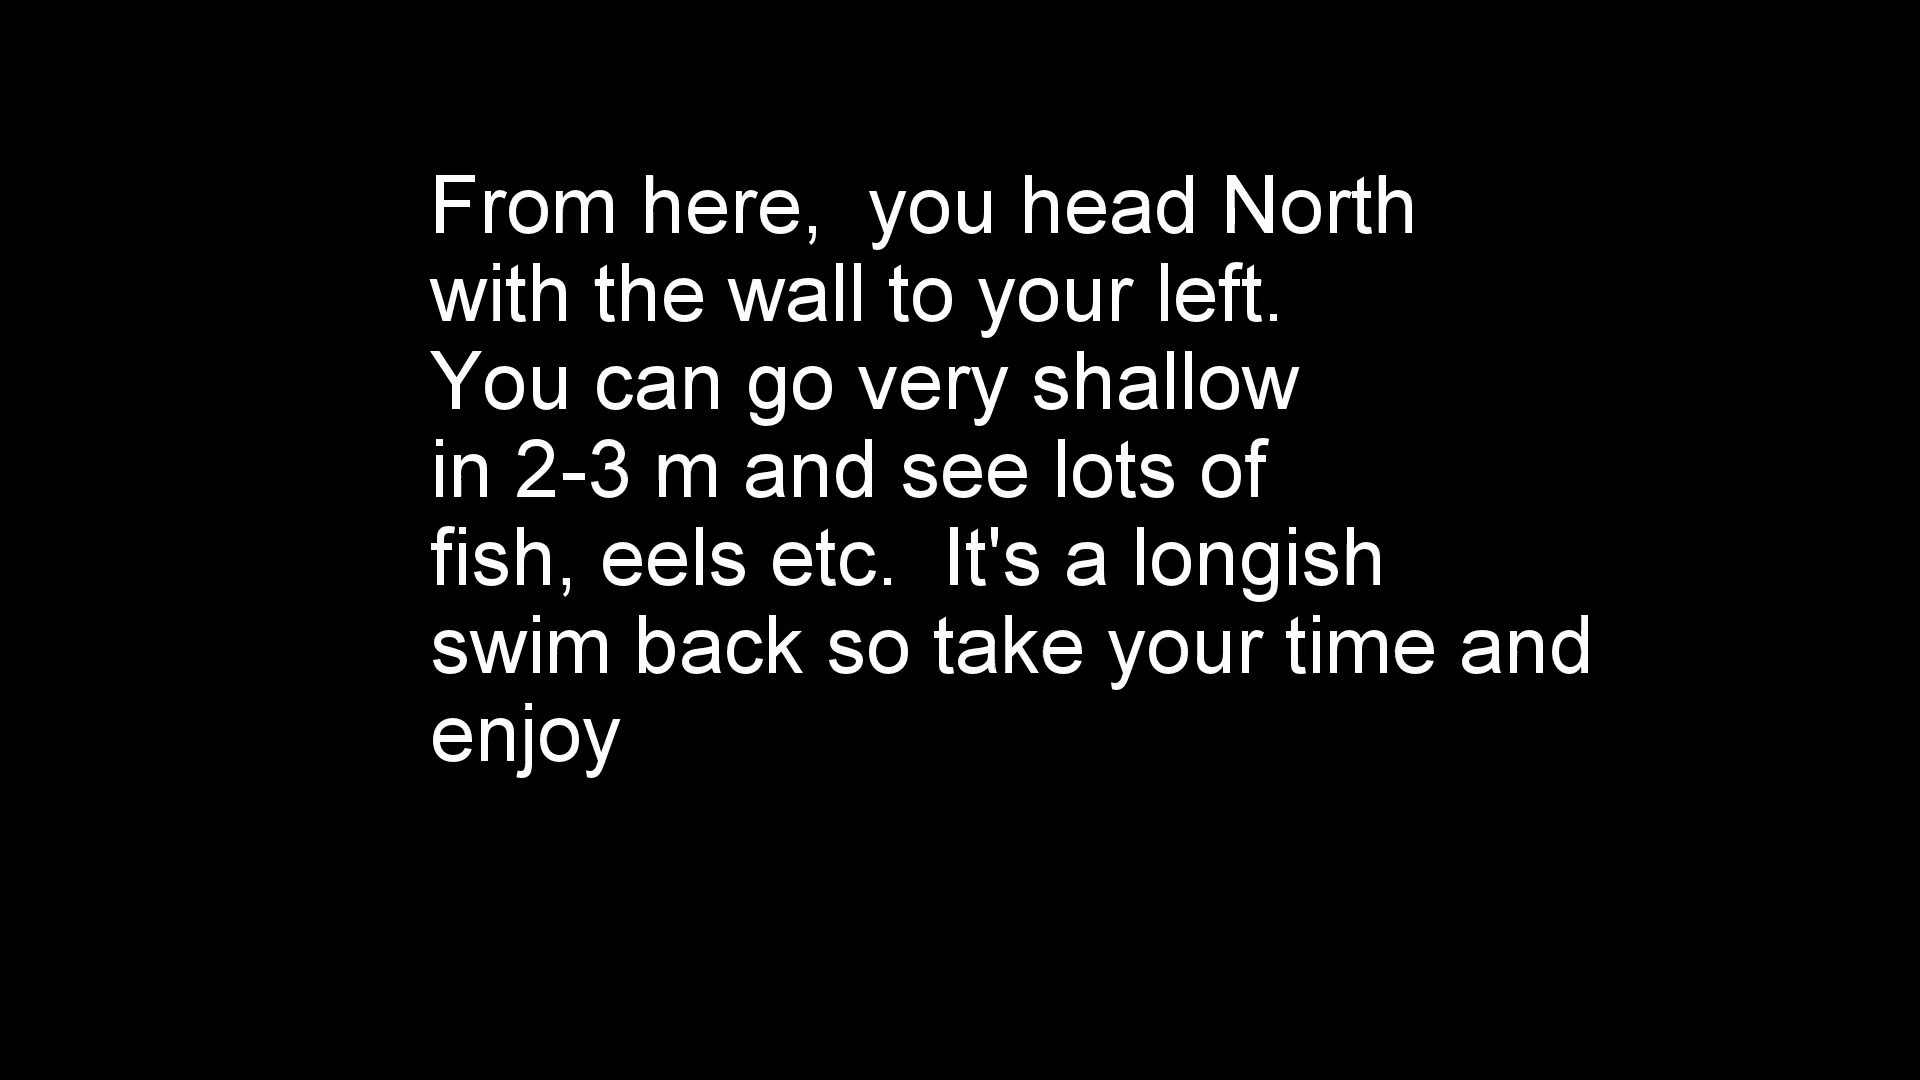 From here,  you head North
with the wall to your left.
You can go very shallow
in 2-3 m and see lots of
fish, eels etc.  It's a longish
swim back so take your time and
enjoy